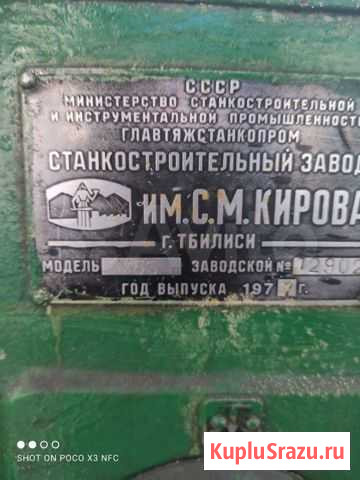 СССР
МИНИСТЕРСТВО СТАНКОСТРОИТЕЛЬНОЙ
И ИНСТРУМЕНТАЛЬНОЙ ПРОМЫШЛЕННОСТ
ГЛАВТЯЖСТАНКОПРОМ
СТАНКОСТРОИТЕЛЬНЫЙ ЗАВОД
ИМ.С.М.КИРОВА
Г. ТБИЛИСИ
МОДЕЛЬ ЗАВОДСКОЙ №
ГОД ВЫПУСКА 197 Г.
SHOT ON POCO X3 NFC
KupluSrazu.ru